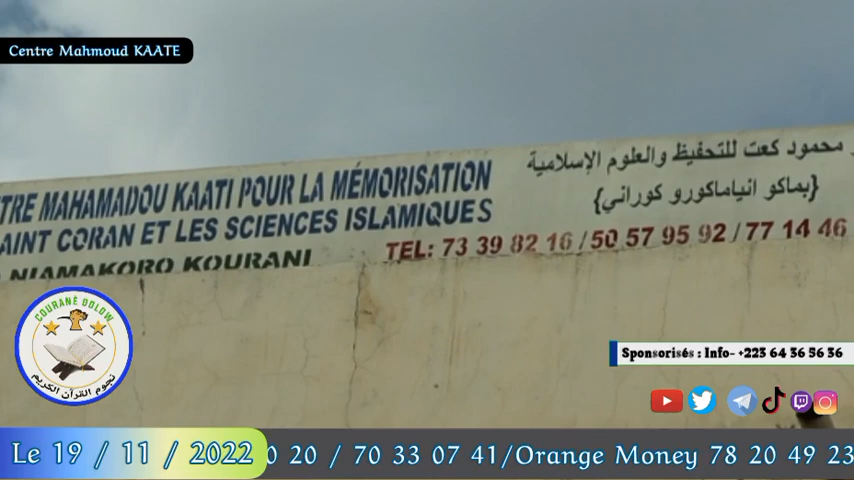 Centre Mahmoud KAATE
TRE MAHAMADOU KAATI POUR LA MÉMORISATION
AINT CORAN ET LES SCIENCES ISLAMIQUES
NIAMAKORO KOURANI
محمود كعت للتحفيظ والعلوم الإسلامية
{بماكو انياماكورو كوراني}
TEL: 73 39 82 16 / 50 57 95 92 / 77 14 46
COURANÈ DOLOW
نجوم القرآن الكريم
Sponsorisés : Info- +223 64 36 56 36
Le 19 / 11 / 2022
0 20 / 70 33 07 41/Orange Money 78 20 49 23